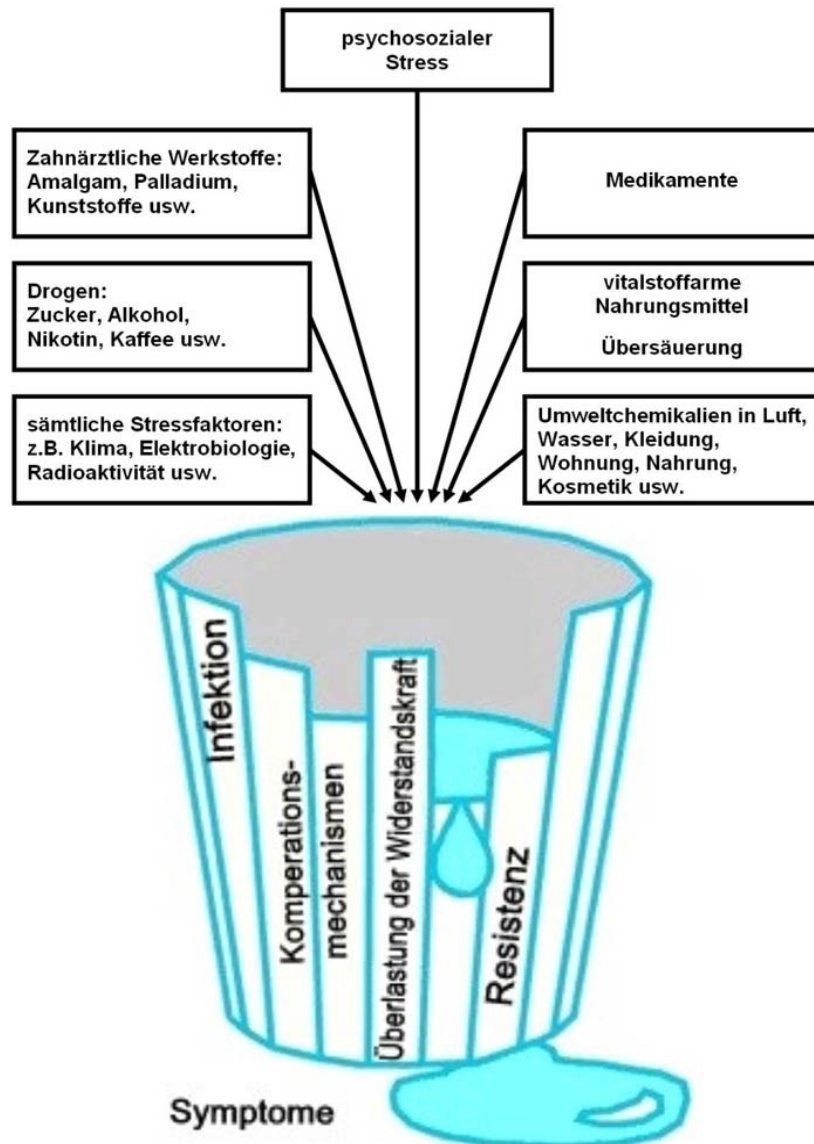 psychosozialer
Stress
Zahnärztliche Werkstoffe:
Amalgam, Palladium,
Kunststoffe usw.
Medikamente
Drogen:
Zucker, Alkohol,
Nikotin, Kaffee usw.
vitalstoffarme
Nahrungsmittel
Übersäuerung
sämtliche Stressfaktoren:
z.B. Klima, Elektrobiologie,
Radioaktivität usw.
Umweltchemikalien in Luft,
Wasser, Kleidung,
Wohnung, Nahrung,
Kosmetik usw.
Infektion
Komperations-
mechanismen
Überlastung der Widerstandskraft
Resistenz
Symptome